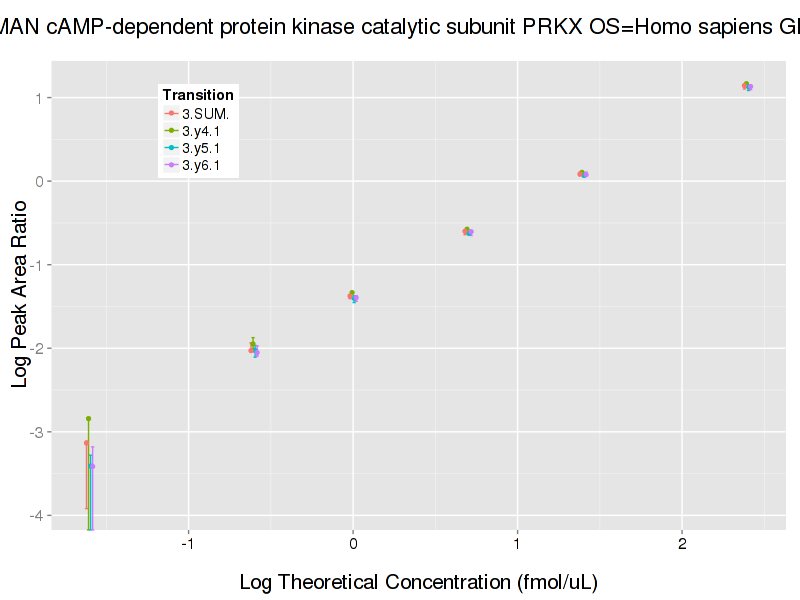 MAN cAMP-dependent protein kinase catalytic subunit PRKX OS=Homo sapiens
Transition
3.SUM.
3.y4.1
3.y5.1
3.y6.1
Log Peak Area Ratio
1
0
-1
-2
-3
-4
-1
0
1
2
Log Theoretical Concentration (fmol/uL)